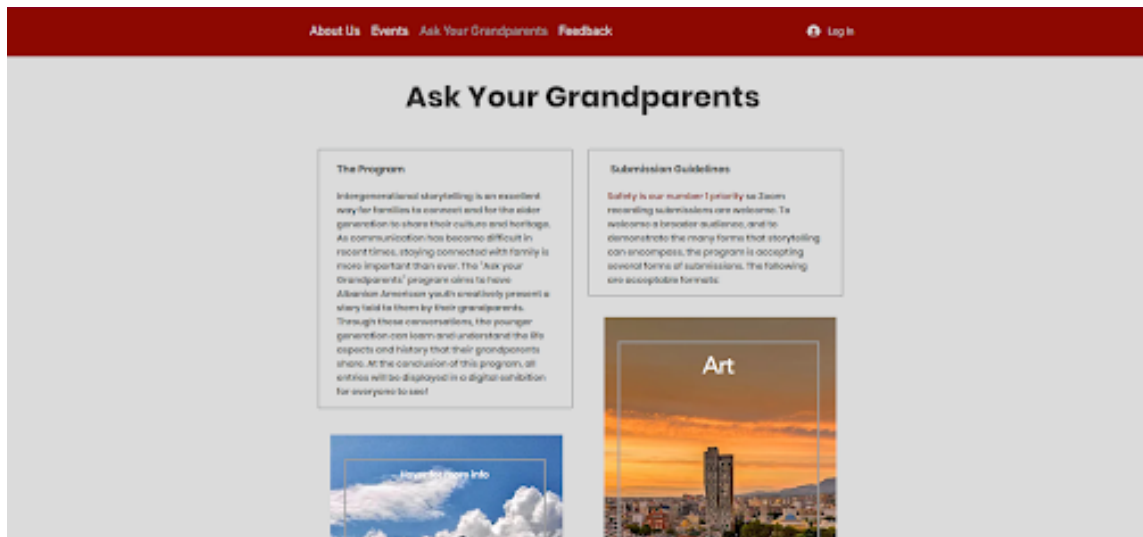 About Us Events Ask Your Grandparents Feedback Log In
Ask Your Grandparents
The Program
Intergenerational storytelling is an excellent
way for families to connect and for the older
generation to share their culture and heritage.
As communication has become difficult in
recent times, staying connected with family is
more important than ever. The "Ask your
Grandparents" program aims to have
Albanian American youth creatively present a
story told to them by their grandparents.
Through these conversations, the younger
generation can learn and understand the life
aspects and history that their grandparents
share. At the conclusion of this program, all
entries will be displayed in a digital exhibition
for everyone to see!
Submission Guidelines
Safety is our number 1 priority so Zoom
recording submissions are welcome. To
welcome a broader audience, and to
demonstrate the many forms that storytelling
can encompass, the program is accepting
several forms of submissions. The following
are acceptable formats:
Hover for more info
Art